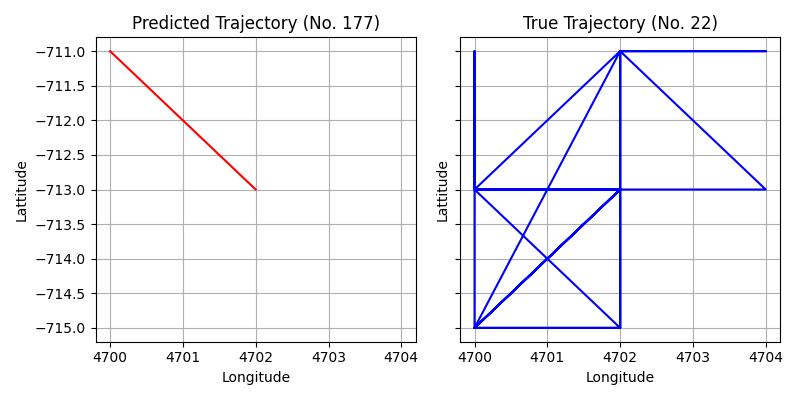 Predicted Trajectory (No. 177)
True Trajectory (No. 22)
−711.0
−711.5
−712.0
−712.5
−713.0
−713.5
−714.0
−714.5
−715.0
Lattitude
4700 4701 4702 4703 4704
Longitude
Lattitude
4700 4701 4702 4703 4704
Longitude